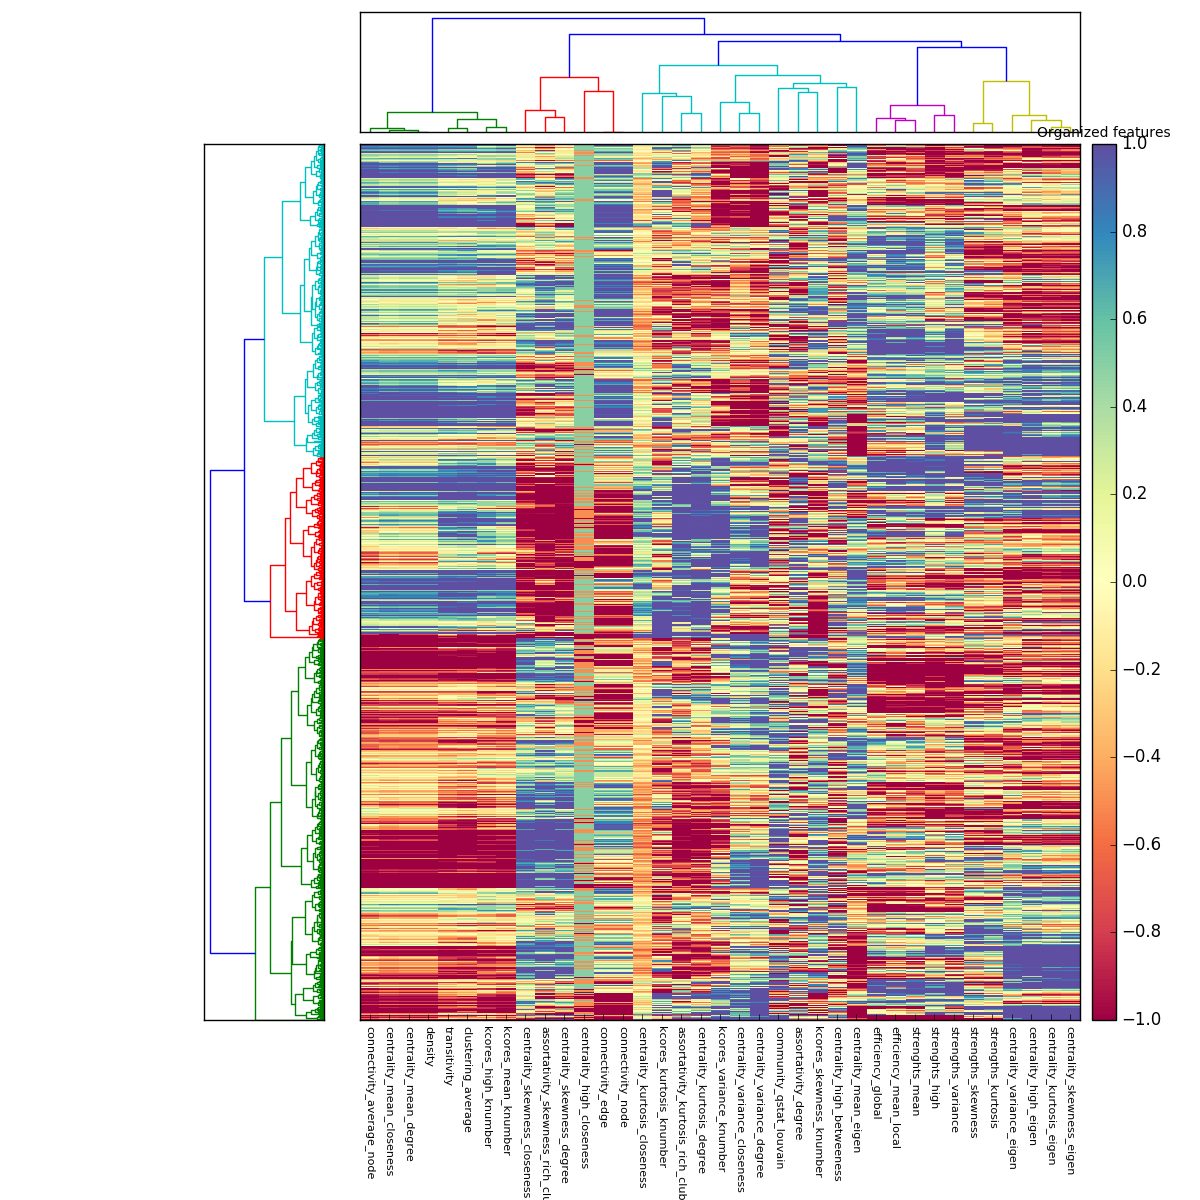 Organized features
1.0
0.8
0.6
0.4
0.2
0.0
−0.2
−0.4
−0.6
−0.8
−1.0
connectivity_average_node
centrality_mean_closeness
centrality_mean_degree
density
transitivity
clustering_average
kcores_high_knumber
kcores_mean_knumber
centrality_skewness_closeness
assortativity_skewness_rich_clu
centrality_skewness_degree
centrality_high_closeness
connectivity_edge
connectivity_node
centrality_kurtosis_closeness
kcores_kurtosis_knumber
assortativity_kurtosis_rich_club
centrality_kurtosis_degree
kcores_variance_knumber
centrality_variance_closeness
centrality_variance_degree
community_qstat_louvain
assortativity_degree
kcores_skewness_knumber
centrality_high_betweeness
centrality_mean_eigen
efficiency_global
efficiency_mean_local
strenghts_mean
strenghts_high
strengths_variance
strengths_skewness
strengths_kurtosis
centrality_variance_eigen
centrality_high_eigen
centrality_kurtosis_eigen
centrality_skewness_eigen